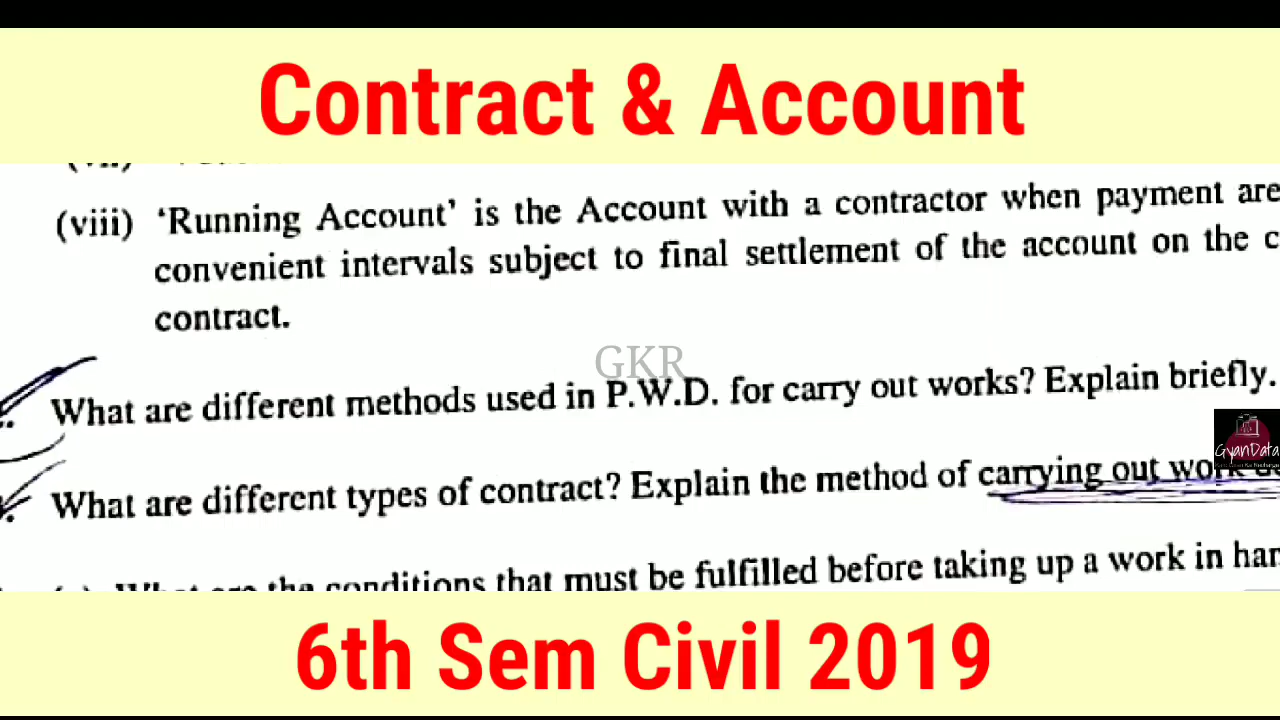 Contract & Account
(viii) 'Running Account' is the Account with a contractor when payment are
convenient intervals subject to final settlement of the account on the c
contract.
GKR
What are different methods used in P.W.D. for carry out works? Explain briefly.
GyanData
What are different types of contract? Explain the method of carrying out work
What are the conditions that must be fulfilled before taking up a work in han
6th Sem Civil 2019